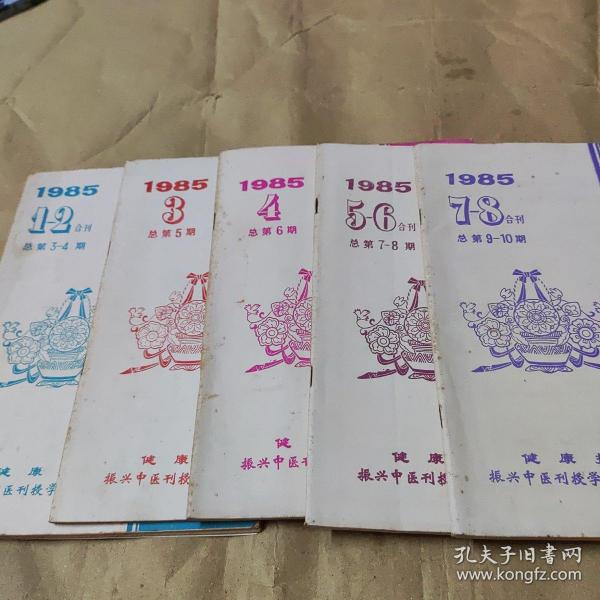 1985
1-2合刊
总第3-4期
健康
振兴中医刊授学
1985
3
总第5期
健康
振兴中医刊授
1985
4
总第6期
健
振兴中医刊
1985
5-6合刊
总第7-8期
健康
振兴中医刊授
1985
7-8合刊
总第9-10期
健康
振兴中医刊授学
孔夫子旧书网
www.kongfz.com